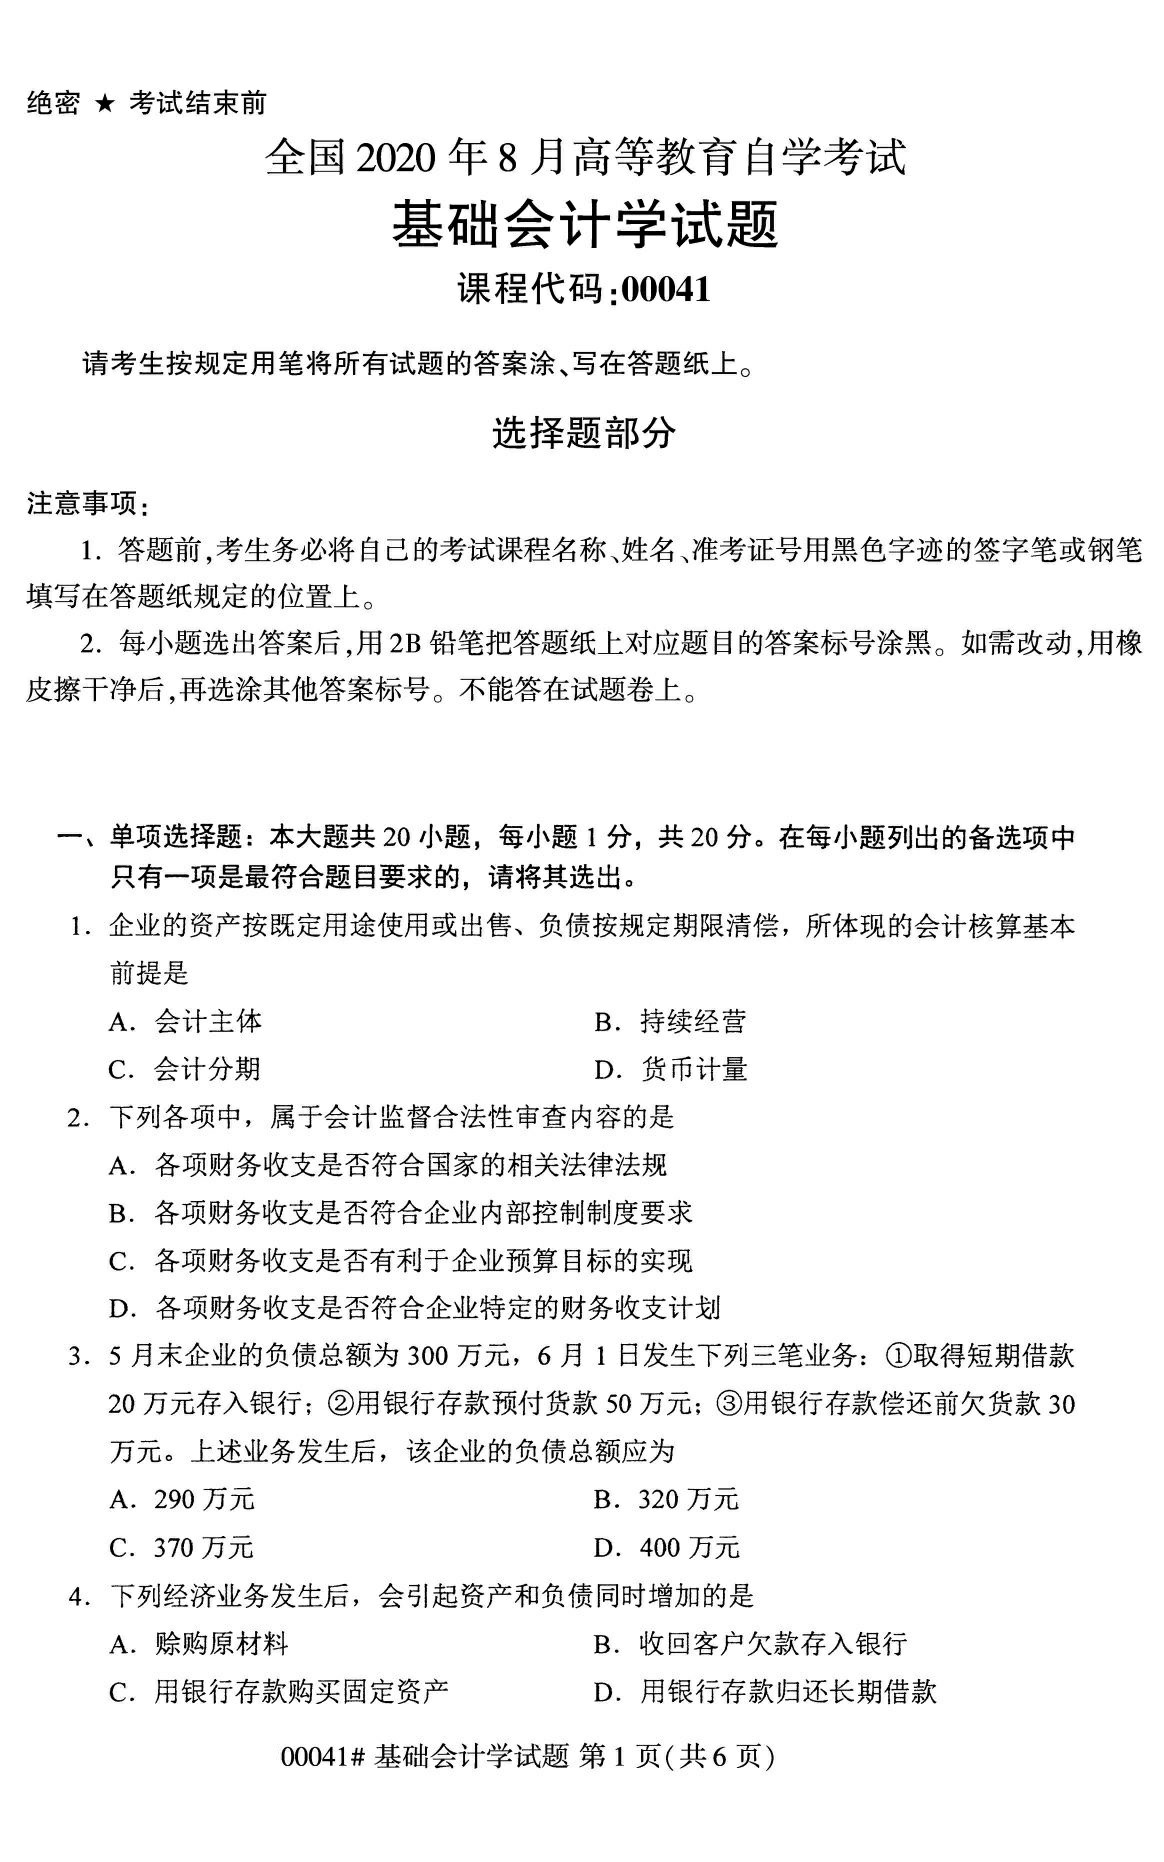 绝密 ★ 考试结束前
全国 2020 年 8 月高等教育自学考试
基础会计学试题
课程代码:00041
请考生按规定用笔将所有试题的答案涂、写在答题纸上。
选择题部分
注意事项:
1. 答题前,考生务必将自己的考试课程名称、姓名、准考证号用黑色字迹的签字笔或钢笔
填写在答题纸规定的位置上。
2. 每小题选出答案后,用 2B 铅笔把答题纸上对应题目的答案标号涂黑。如需改动,用橡
皮擦干净后,再选涂其他答案标号。不能答在试题卷上。
一、单项选择题：本大题共 20 小题，每小题 1 分，共 20 分。在每小题列出的备选项中
只有一项是最符合题目要求的，请将其选出。
1．企业的资产按既定用途使用或出售、负债按规定期限清偿，所体现的会计核算基本
前提是
A．会计主体 B．持续经营
C．会计分期 D．货币计量
2．下列各项中，属于会计监督合法性审查内容的是
A．各项财务收支是否符合国家的相关法律法规
B．各项财务收支是否符合企业内部控制制度要求
C．各项财务收支是否有利于企业预算目标的实现
D．各项财务收支是否符合企业特定的财务收支计划
3．5 月末企业的负债总额为 300 万元，6 月 1 日发生下列三笔业务：①取得短期借款
20 万元存入银行；②用银行存款预付货款 50 万元；③用银行存款偿还前欠货款 30
万元。上述业务发生后，该企业的负债总额应为
A．290 万元 B．320 万元
C．370 万元 D．400 万元
4．下列经济业务发生后，会引起资产和负债同时增加的是
A．赊购原材料 B．收回客户欠款存入银行
C．用银行存款购买固定资产 D．用银行存款归还长期借款
00041# 基础会计学试题 第 1 页(共 6 页)